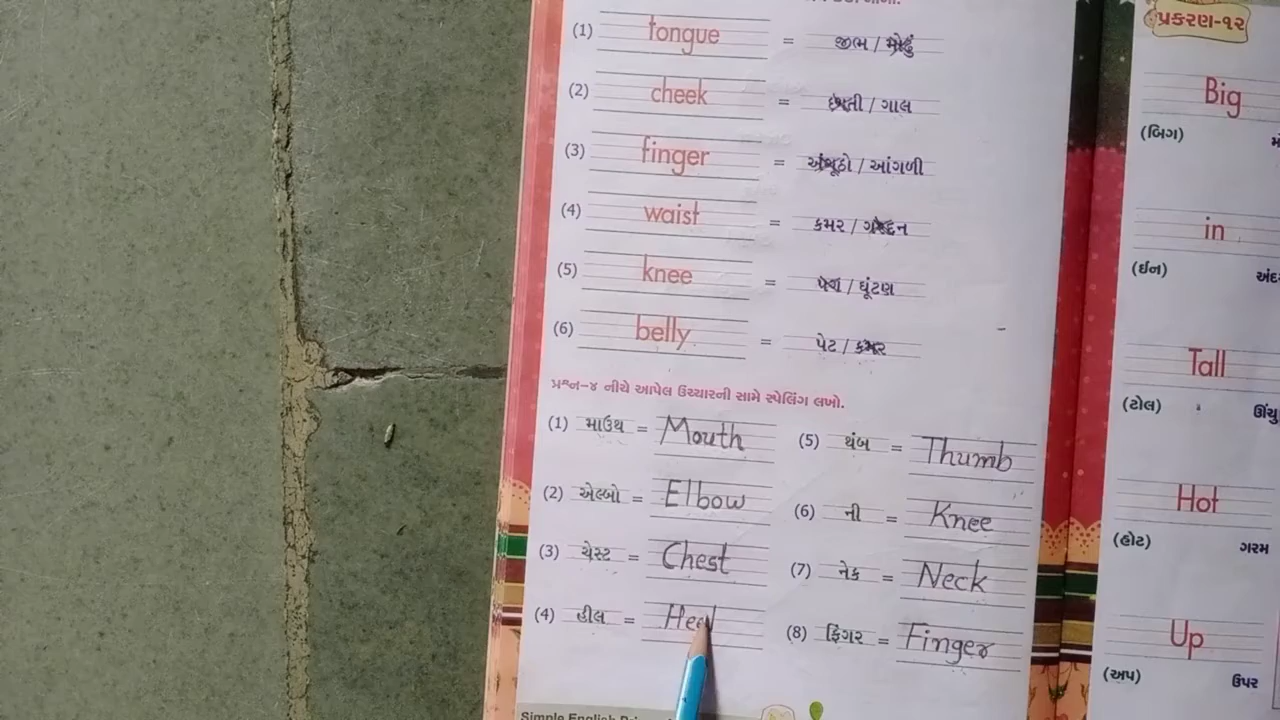 (1) tongue = જીભ / મોઢું
(2) cheek = છાતી / ગાલ
(3) finger = અંગૂઠો / આંગળી
(4) waist = કમર / ગરદન
(5) knee = / ઘૂંટણ
(6) belly = પેટ / કમર
પ્રશ્ન-૪ નીચે આપેલ ઉચ્ચારની સામે સ્પેલિંગ લખો.
(1) માઉથ = Mouth
(2) એલ્બો = Elbow
(3) ચેસ્ટ = Chest
(4) હીલ = Heel
(5) થંબ = Thumb
(6) ની = Knee
(7) નેક = Neck
(8) ફિંગર = Finger
Simple English
પ્રકરણ-૧૨
Big
(બિગ)
in
(ઈન)
Tall
(ટોલ) ઊંચુ
Hot
(હોટ) ગરમ
Up
(અપ) ઉપર